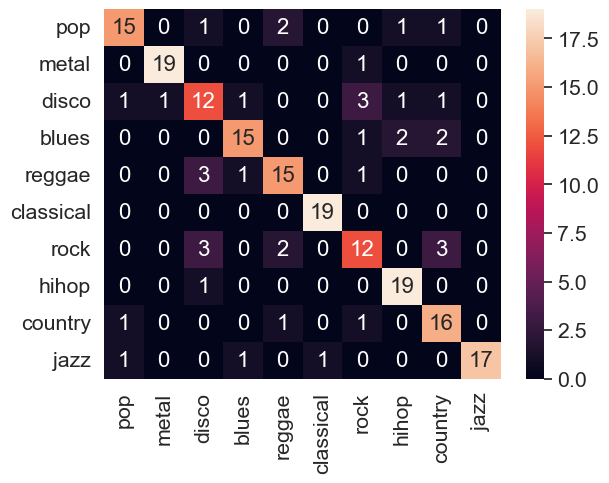 pop 15 0 1 0 2 0 0 1 1 0
metal 0 19 0 0 0 0 1 0 0 0
disco 1 1 12 1 0 0 3 1 1 0
blues 0 0 0 15 0 0 1 2 2 0
reggae 0 0 3 1 15 0 1 0 0 0
classical 0 0 0 0 0 19 0 0 0 0
rock 0 0 3 0 2 0 12 0 3 0
hihop 0 0 1 0 0 0 0 19 0 0
country 1 0 0 0 1 0 1 0 16 0
jazz 1 0 0 1 0 1 0 0 0 17
pop metal disco blues reggae classical rock hihop country jazz
17.5
15.0
12.5
10.0
7.5
5.0
2.5
0.0